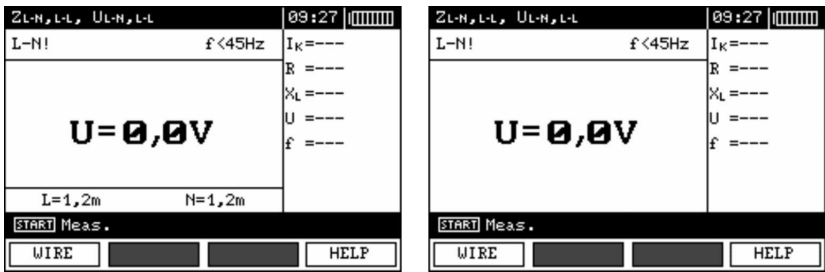 ZL-N,L-L, UL-N,L-L 09:27
L-N! f<45Hz
IK=---
R =---
XL=---
U =---
f =---
U=0,0V
L=1,2m N=1,2m
START Meas.
WIRE HELP
ZL-N,L-L, UL-N,L-L 09:27
L-N! f<45Hz
IK=---
R =---
XL=---
U =---
f =---
U=0,0V
START Meas.
WIRE HELP